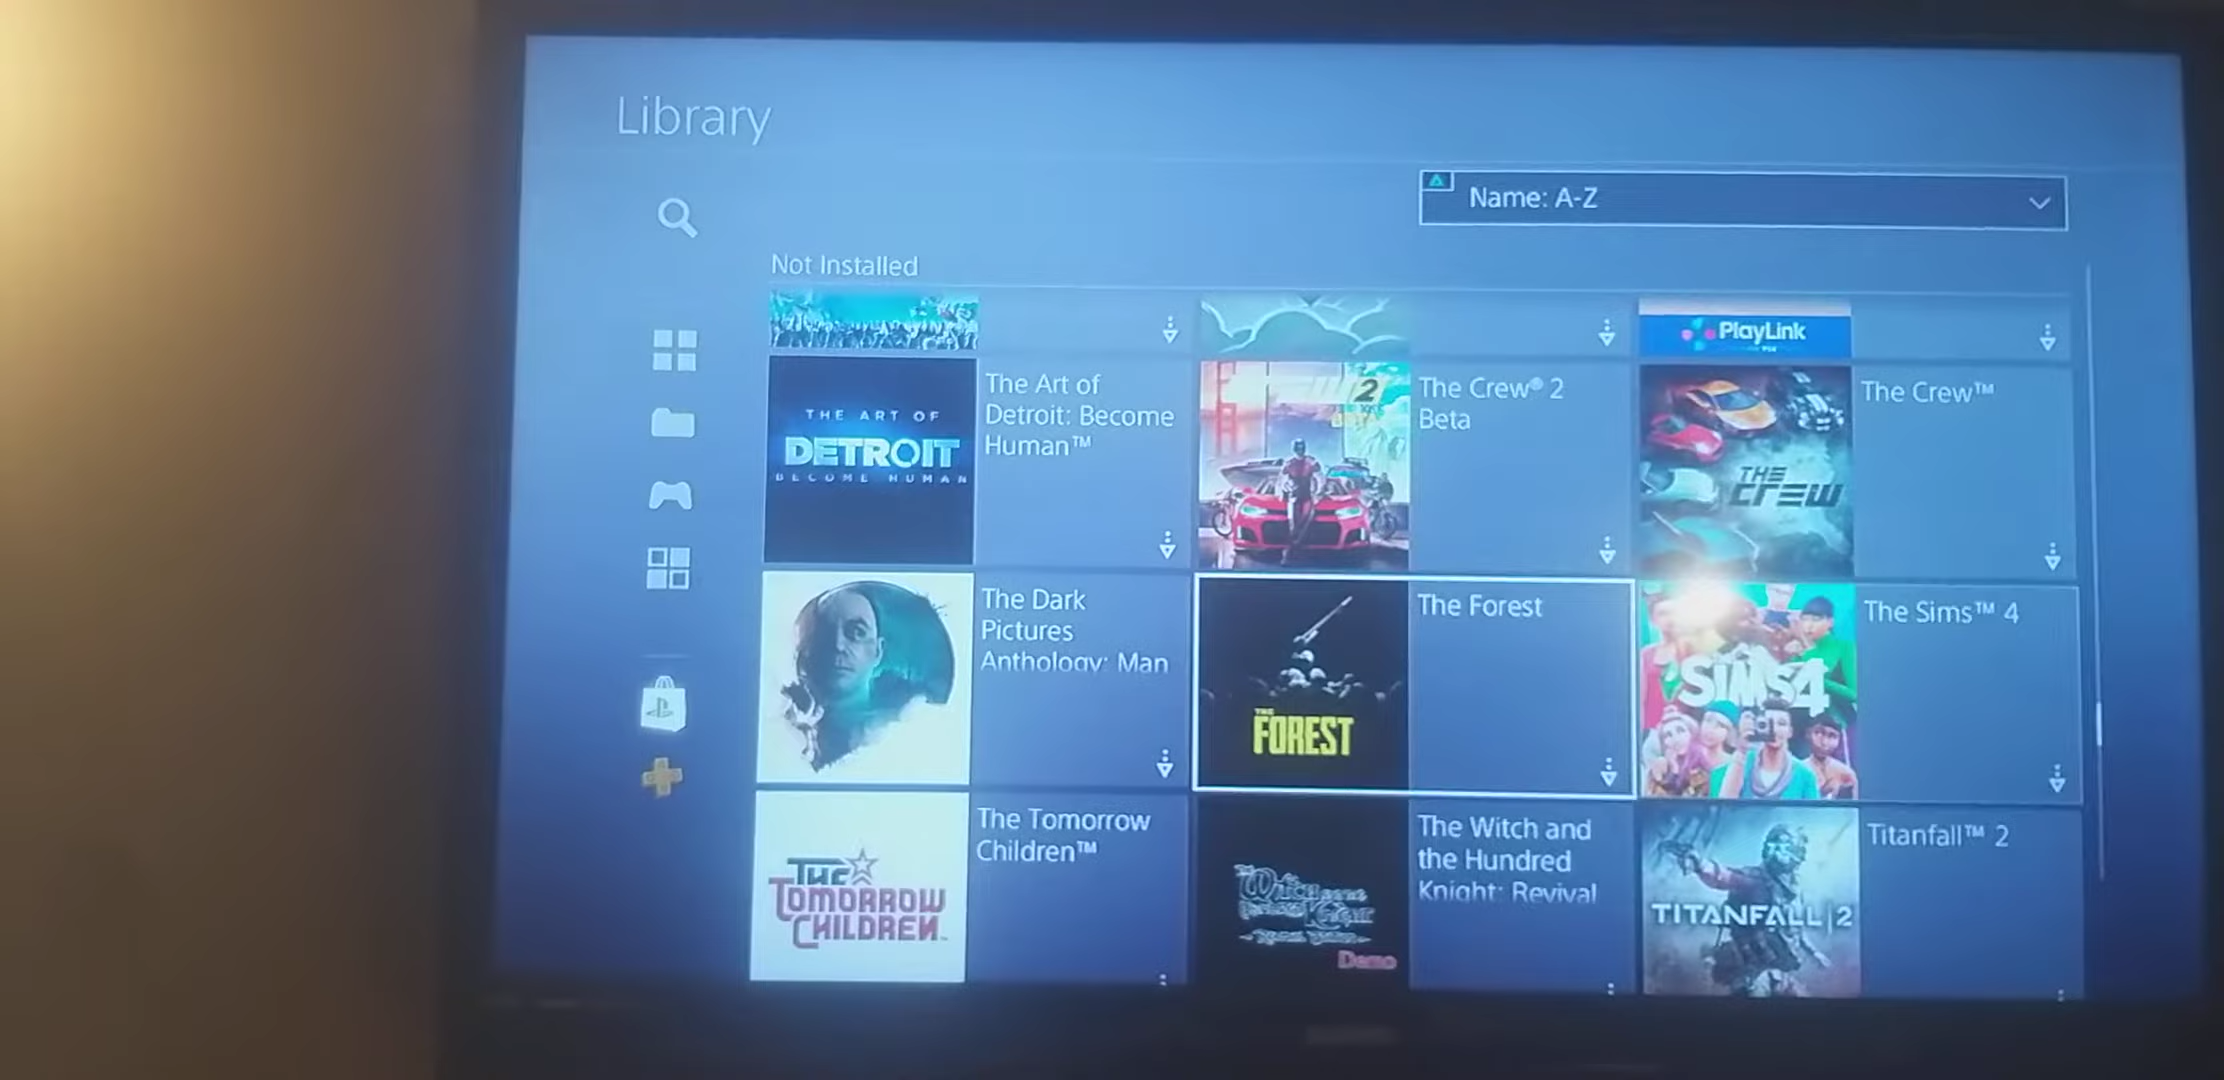 Library
Name: A-Z
Not Installed
PlayLink
THE ART OF
DETROIT
BECOME HUMAN
The Art of
Detroit: Become
Human™
2
The Crew® 2
Beta
THE
CREW
The Crew™
The Dark
Pictures
Anthology: Man
THE
FOREST
The Forest
SIMS4
The Sims™ 4
THE
TOMORROW
CHILDREN
The Tomorrow
Children™
Demo
The Witch and
the Hundred
Knight: Revival
TITANFALL|2
Titanfall™ 2